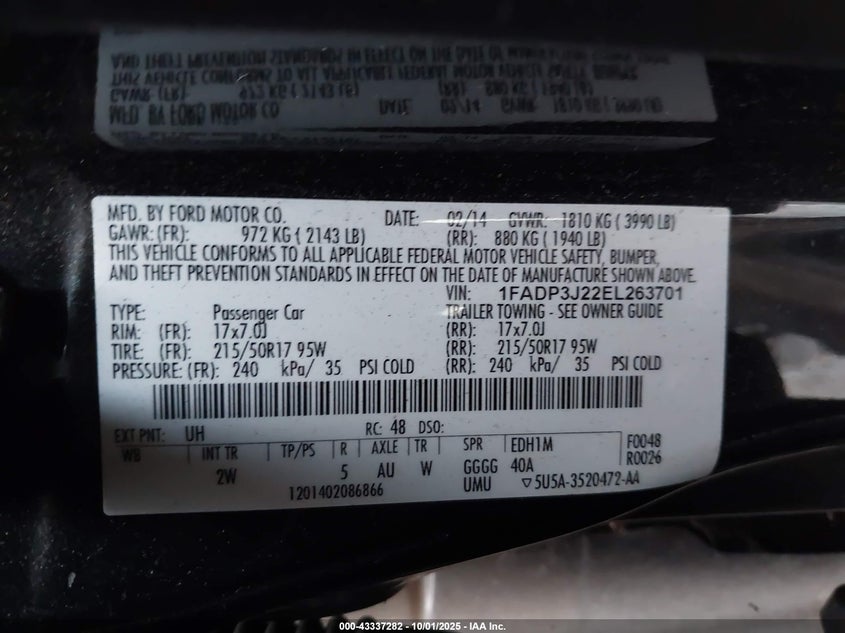 MFD. BY FORD MOTOR CO. DATE: 02/14 GVWR: 1810 KG ( 3990 LB)
GAWR: (FR): 972 KG ( 2143 LB) (RR): 880 KG ( 1940 LB)
THIS VEHICLE CONFORMS TO ALL APPLICABLE FEDERAL MOTOR VEHICLE SAFETY, BUMPER,
AND THEFT PREVENTION STANDARDS IN EFFECT ON THE DATE OF MANUFACTURE SHOWN ABOVE.
VIN: 1FADP3J22EL263701
TYPE: Passenger Car TRAILER TOWING - SEE OWNER GUIDE
RIM: (FR): 17x7.0J (RR): 17x7.0J
TIRE: (FR): 215/50R17 95W (RR): 215/50R17 95W
PRESSURE: (FR): 240 kPa/ 35 PSI COLD (RR): 240 kPa/ 35 PSI COLD
EXT PNT: UH RC: 48 DSO:
WB INT TR TP/PS R AXLE TR SPR EDH1M F0048
2W 5 AU W GGGG 40A R0026
1201402086866 UMU ▽5U5A-3520472-AA
000-43337282 - 10/01/2025 - IAA Inc.